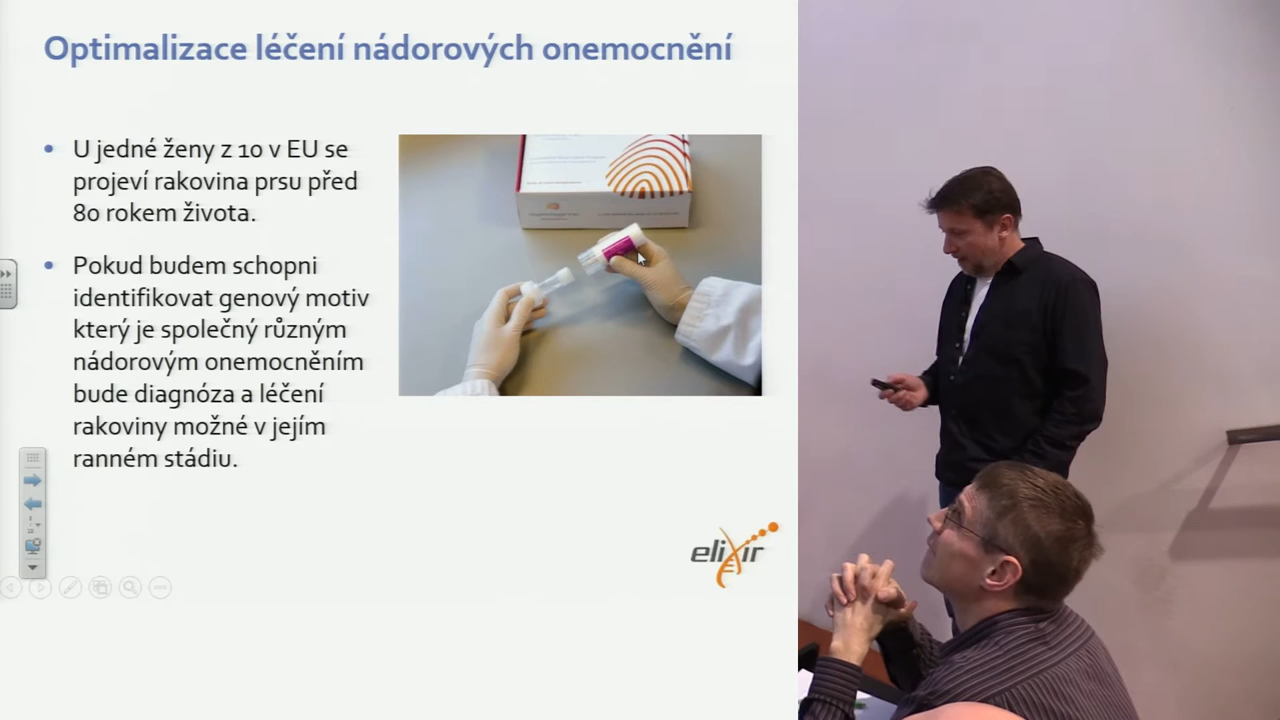 Optimalizace léčení nádorových onemocnění
• U jedné ženy z 10 v EU se
projeví rakovina prsu před
80 rokem života.
• Pokud budem schopni
identifikovat genový motiv
který je společný různým
nádorovým onemocněním
bude diagnóza a léčení
rakoviny možné v jejím
ranném stádiu.
elixir